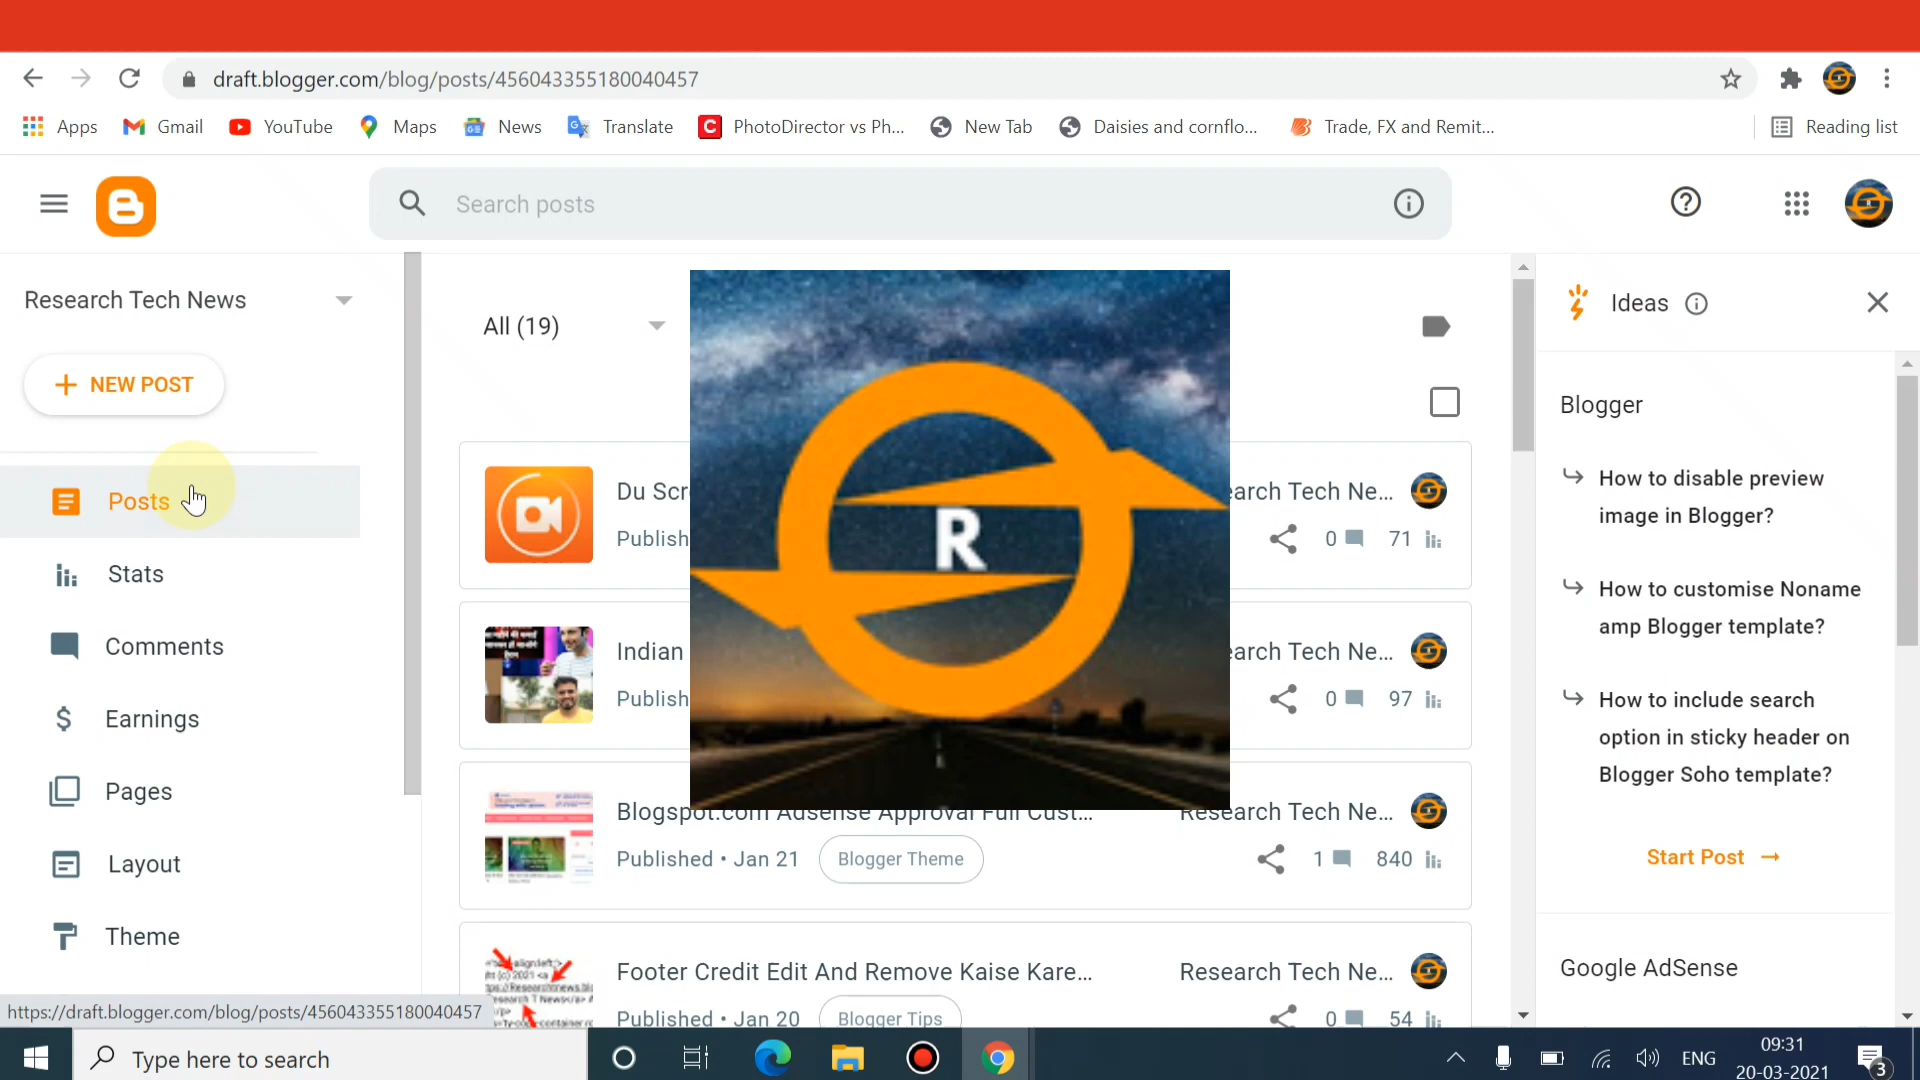 draft.blogger.com/blog/posts/456043355180040457
Apps Gmail YouTube Maps News Translate PhotoDirector vs Ph... New Tab Daisies and cornflo... Trade, FX and Remit... Reading list
Search posts
Research Tech News
NEW POST
Posts
Stats
Comments
Earnings
Pages
Layout
Theme
https://draft.blogger.com/blog/posts/456043355180040457
All (19)
Du Scr
earch Tech Ne...
Publish
0 71
Indian
earch Tech Ne...
Publish
0 97
R
Blogspot.com Adsense Approval Full Cust...
Research Tech Ne...
Published • Jan 21 Blogger Theme
1 840
Footer Credit Edit And Remove Kaise Kare...
Research Tech Ne...
Published • Jan 20 Blogger Tips
0 54
Ideas
Blogger
How to disable preview
image in Blogger?
How to customise Noname
amp Blogger template?
How to include search
option in sticky header on
Blogger Soho template?
Start Post
Google AdSense
Type here to search
ENG
09:31
20-03-2021
3